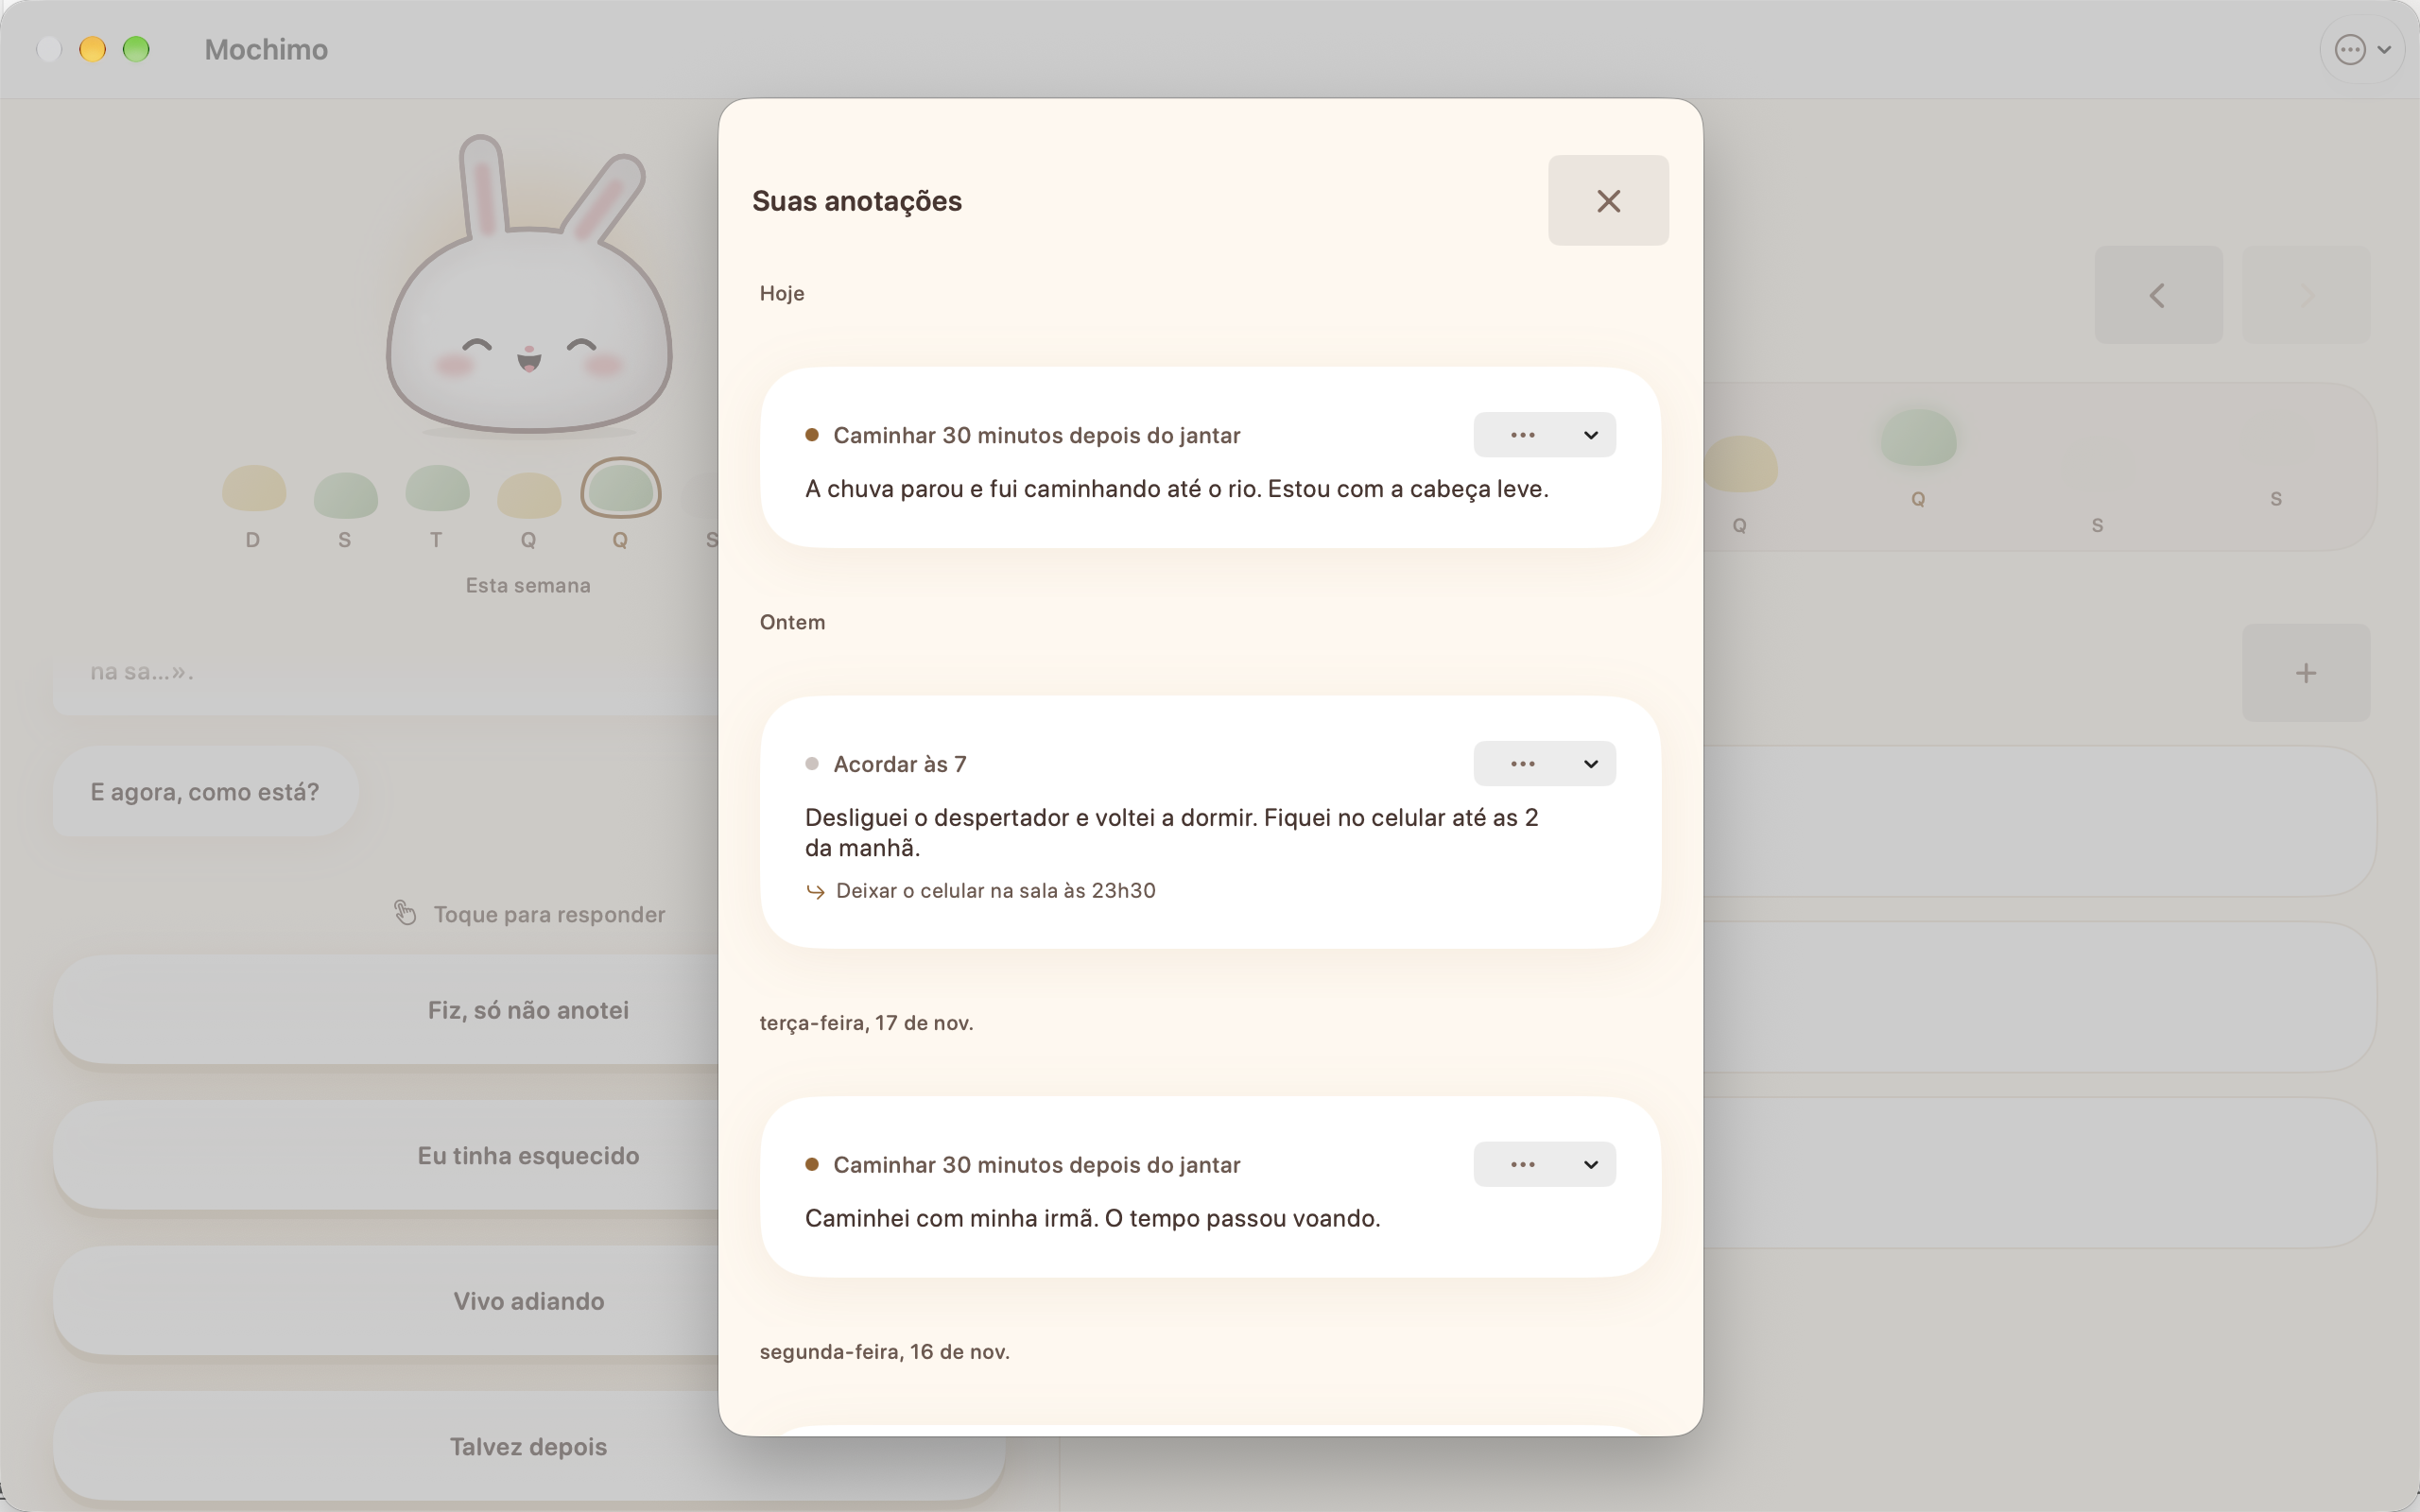 Mochimo
D S T Q Q S
Esta semana
na sa...».
E agora, como está?
Toque para responder
Fiz, só não anotei
Eu tinha esquecido
Vivo adiando
Talvez depois
Suas anotações
Hoje
Caminhar 30 minutos depois do jantar
A chuva parou e fui caminhando até o rio. Estou com a cabeça leve.
Ontem
Acordar às 7
Desliguei o despertador e voltei a dormir. Fiquei no celular até as 2
da manhã.
Deixar o celular na sala às 23h30
terça-feira, 17 de nov.
Caminhar 30 minutos depois do jantar
Caminhei com minha irmã. O tempo passou voando.
segunda-feira, 16 de nov.
Q Q S S